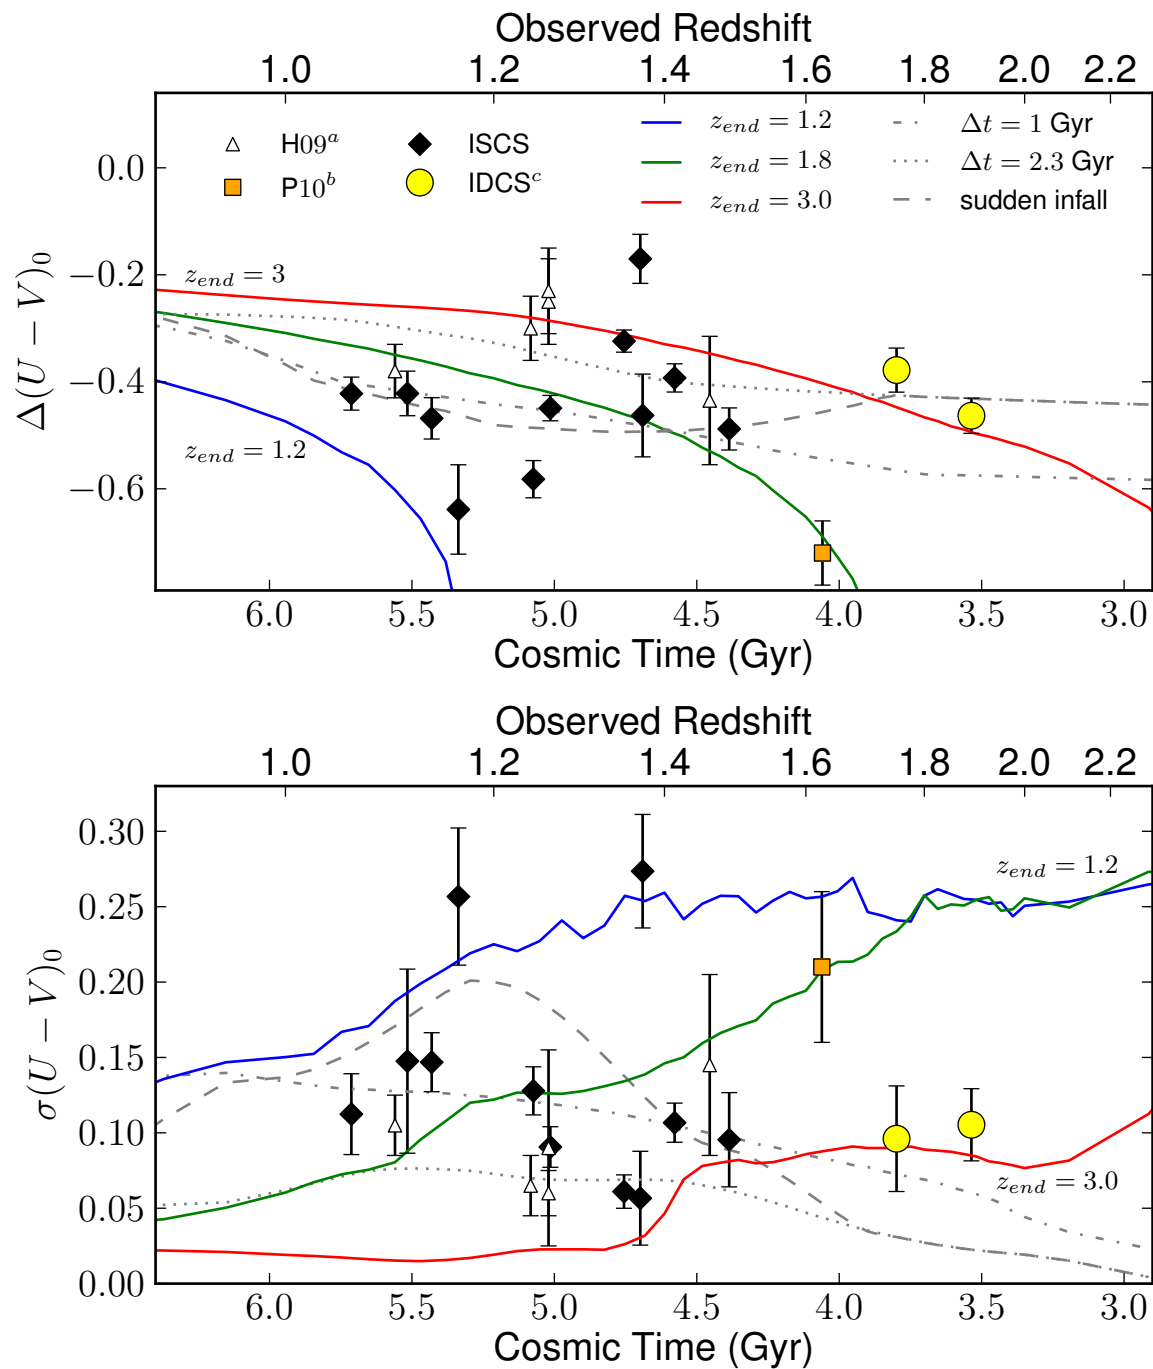 Observed Redshift
1.0 1.2 1.4 1.6 1.8 2.0 2.2
H09^a ISCS z_end = 1.2 Δt = 1 Gyr
P10^b IDCS^c z_end = 1.8 Δt = 2.3 Gyr
z_end = 3.0 sudden infall
0.0
−0.2
−0.4
−0.6
Δ(U − V)_0
z_end = 3
z_end = 1.2
6.0 5.5 5.0 4.5 4.0 3.5 3.0
Cosmic Time (Gyr)
Observed Redshift
1.0 1.2 1.4 1.6 1.8 2.0 2.2
0.30
0.25
0.20
0.15
0.10
0.05
0.00
σ(U − V)_0
z_end = 1.2
z_end = 3.0
6.0 5.5 5.0 4.5 4.0 3.5 3.0
Cosmic Time (Gyr)